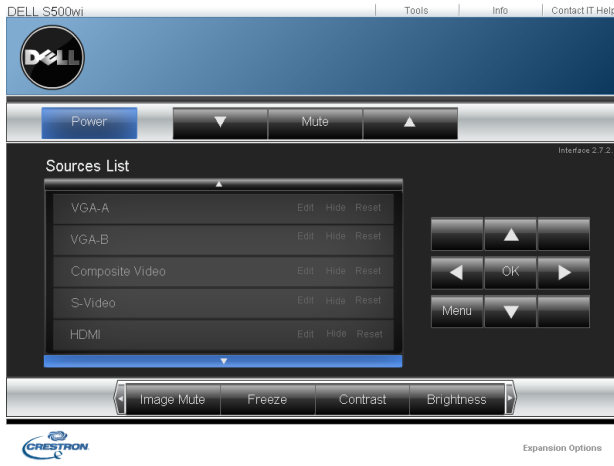 DELL S500wi
Tools Info Contact IT Help
DELL
Power Mute
Interface 2.7.2.
Sources List
VGA-A Edit Hide Reset
VGA-B Edit Hide Reset
Composite Video Edit Hide Reset
S-Video Edit Hide Reset
HDMI Edit Hide Reset
OK
Menu
Image Mute Freeze Contrast Brightness
CRESTRON
Expansion Options